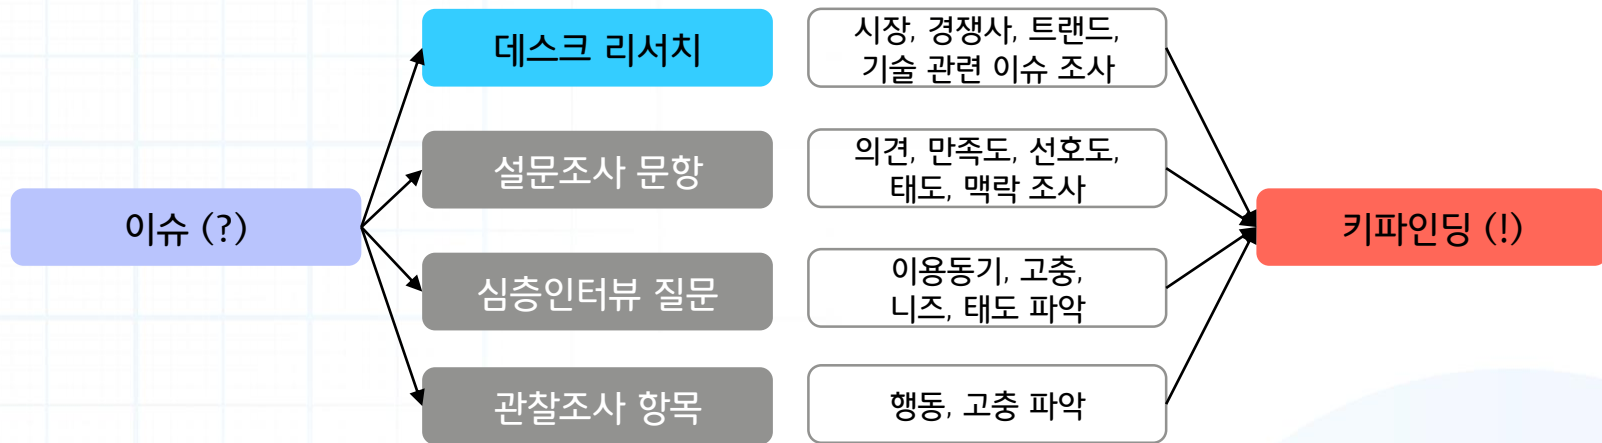 데스크 리서치
시장, 경쟁사, 트랜드,
기술 관련 이슈 조사
설문조사 문항
의견, 만족도, 선호도,
태도, 맥락 조사
이슈 (?)
키파인딩 (!)
심층인터뷰 질문
이용동기, 고충,
니즈, 태도 파악
관찰조사 항목
행동, 고충 파악